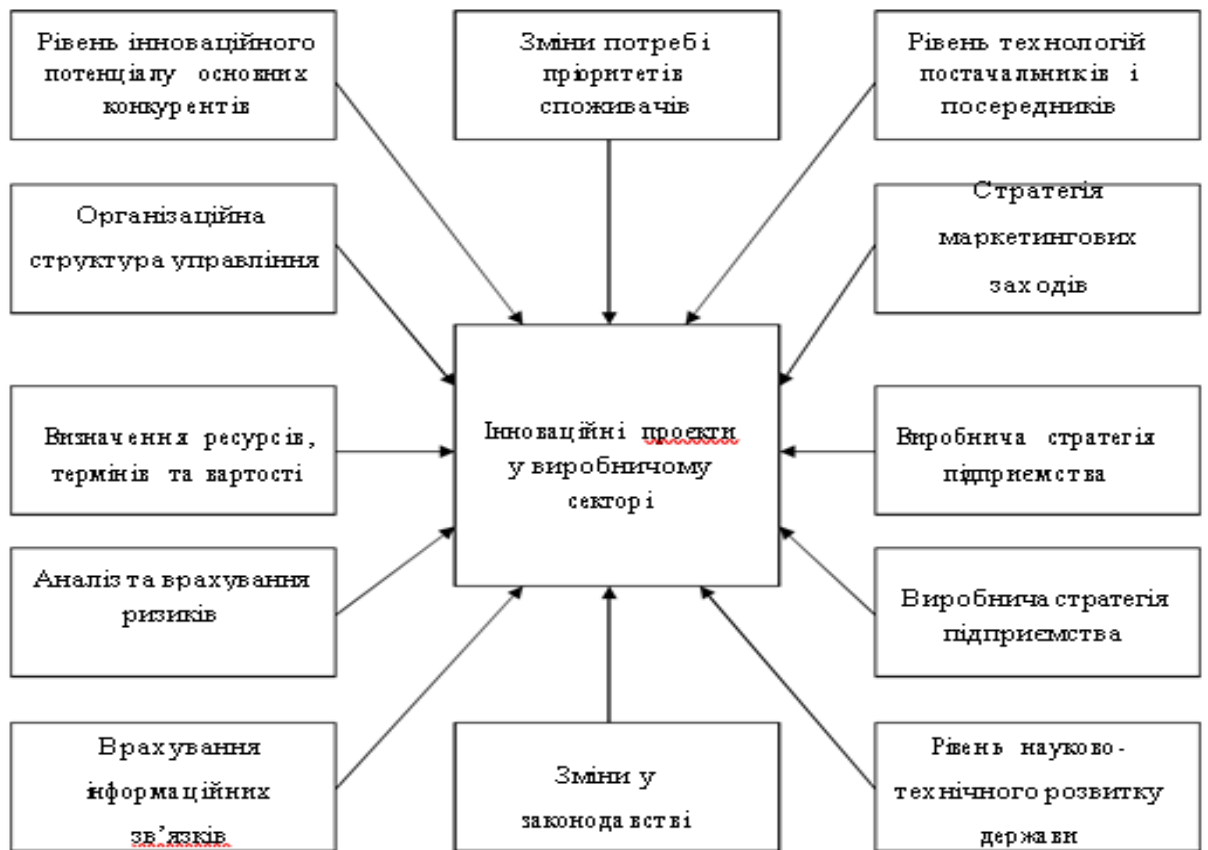 Рівень інноваційного
потенціалу основних
конкурентів
Зміни потреб і
пріоритетів
споживачів
Рівень технологій
постачальників і
посередників
Організаційна
структура управління
Стратегія
маркетингових
заходів
Визначення ресурсів,
термінів та вартості
Інноваційні проєкти
у виробничому
секторі
Виробнича стратегія
підприємства
Аналіз та врахування
ризиків
Виробнича стратегія
підприємства
Врахування
інформаційних
зв’язків
Зміни у
законодавстві
Рівень науково-
технічного розвитку
держави